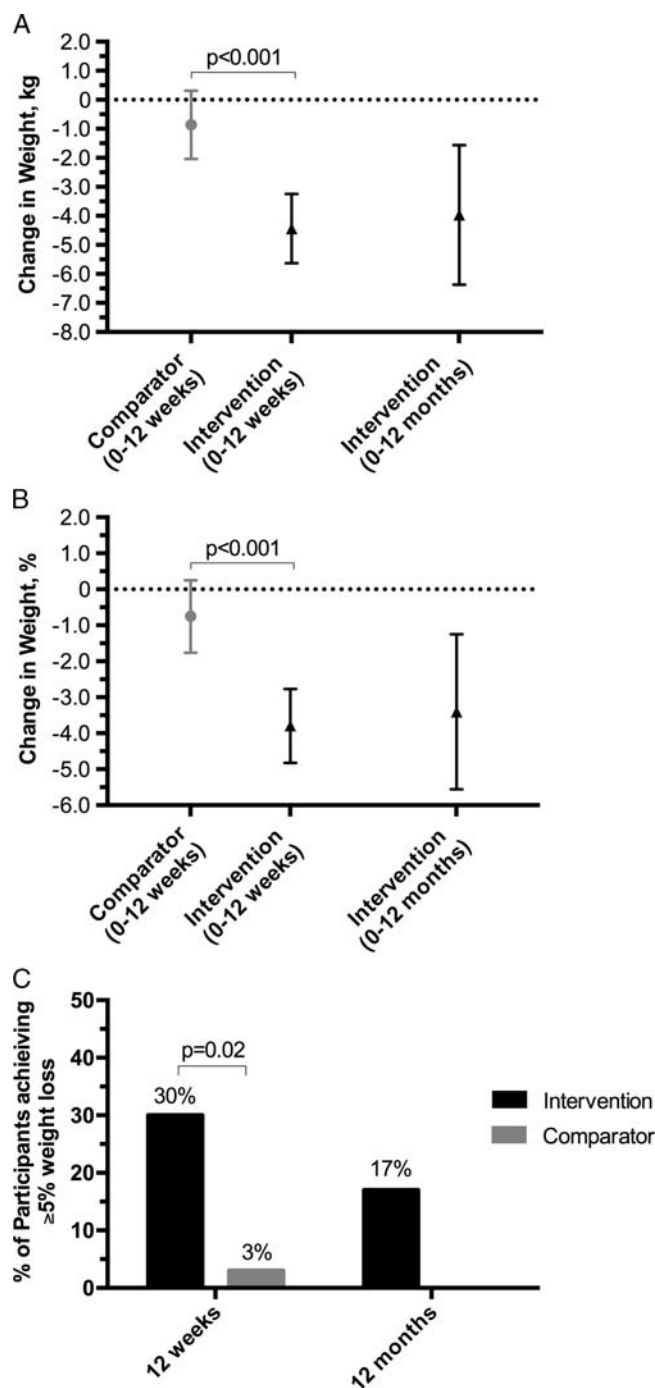 A
2.0
1.0
0
-1.0
-2.0
-3.0
-4.0
-5.0
-6.0
-7.0
-8.0
Change in Weight, kg
p<0.001
Comparator
(0-12 weeks)
Intervention
(0-12 weeks)
Intervention
(0-12 months)
B
2.0
1.0
0
-1.0
-2.0
-3.0
-4.0
-5.0
-6.0
Change in Weight, %
p<0.001
Comparator
(0-12 weeks)
Intervention
(0-12 weeks)
Intervention
(0-12 months)
C
50
40
30
20
10
0
% of Participants achieiving
≥5% weight loss
p=0.02
30%
3%
17%
Intervention
Comparator
12 weeks
12 months